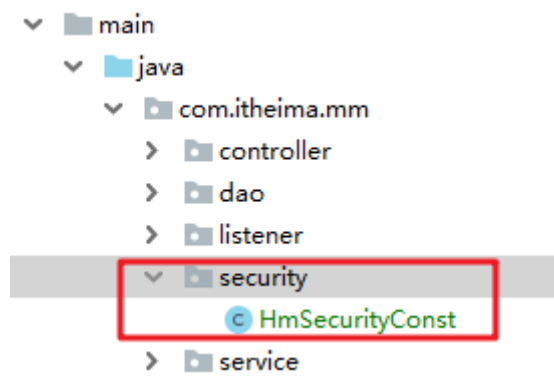 main
java
com.itheima.mm
controller
dao
listener
security
C HmSecurityConst
service